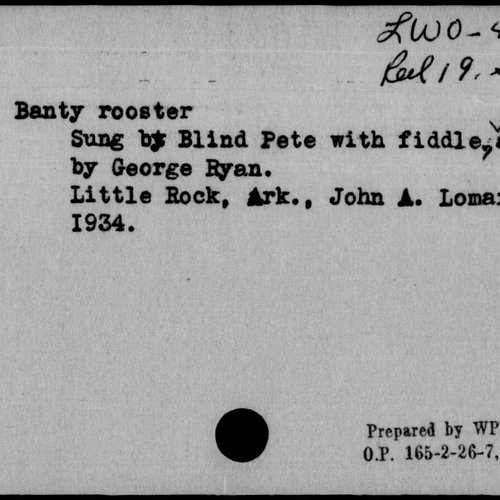 LWO-4
Reel 19.
Banty rooster
Sung by Blind Pete with fiddle,
by George Ryan.
Little Rock, Ark., John A. Lomax
1934.
Prepared by WP
O.P. 165-2-26-7,